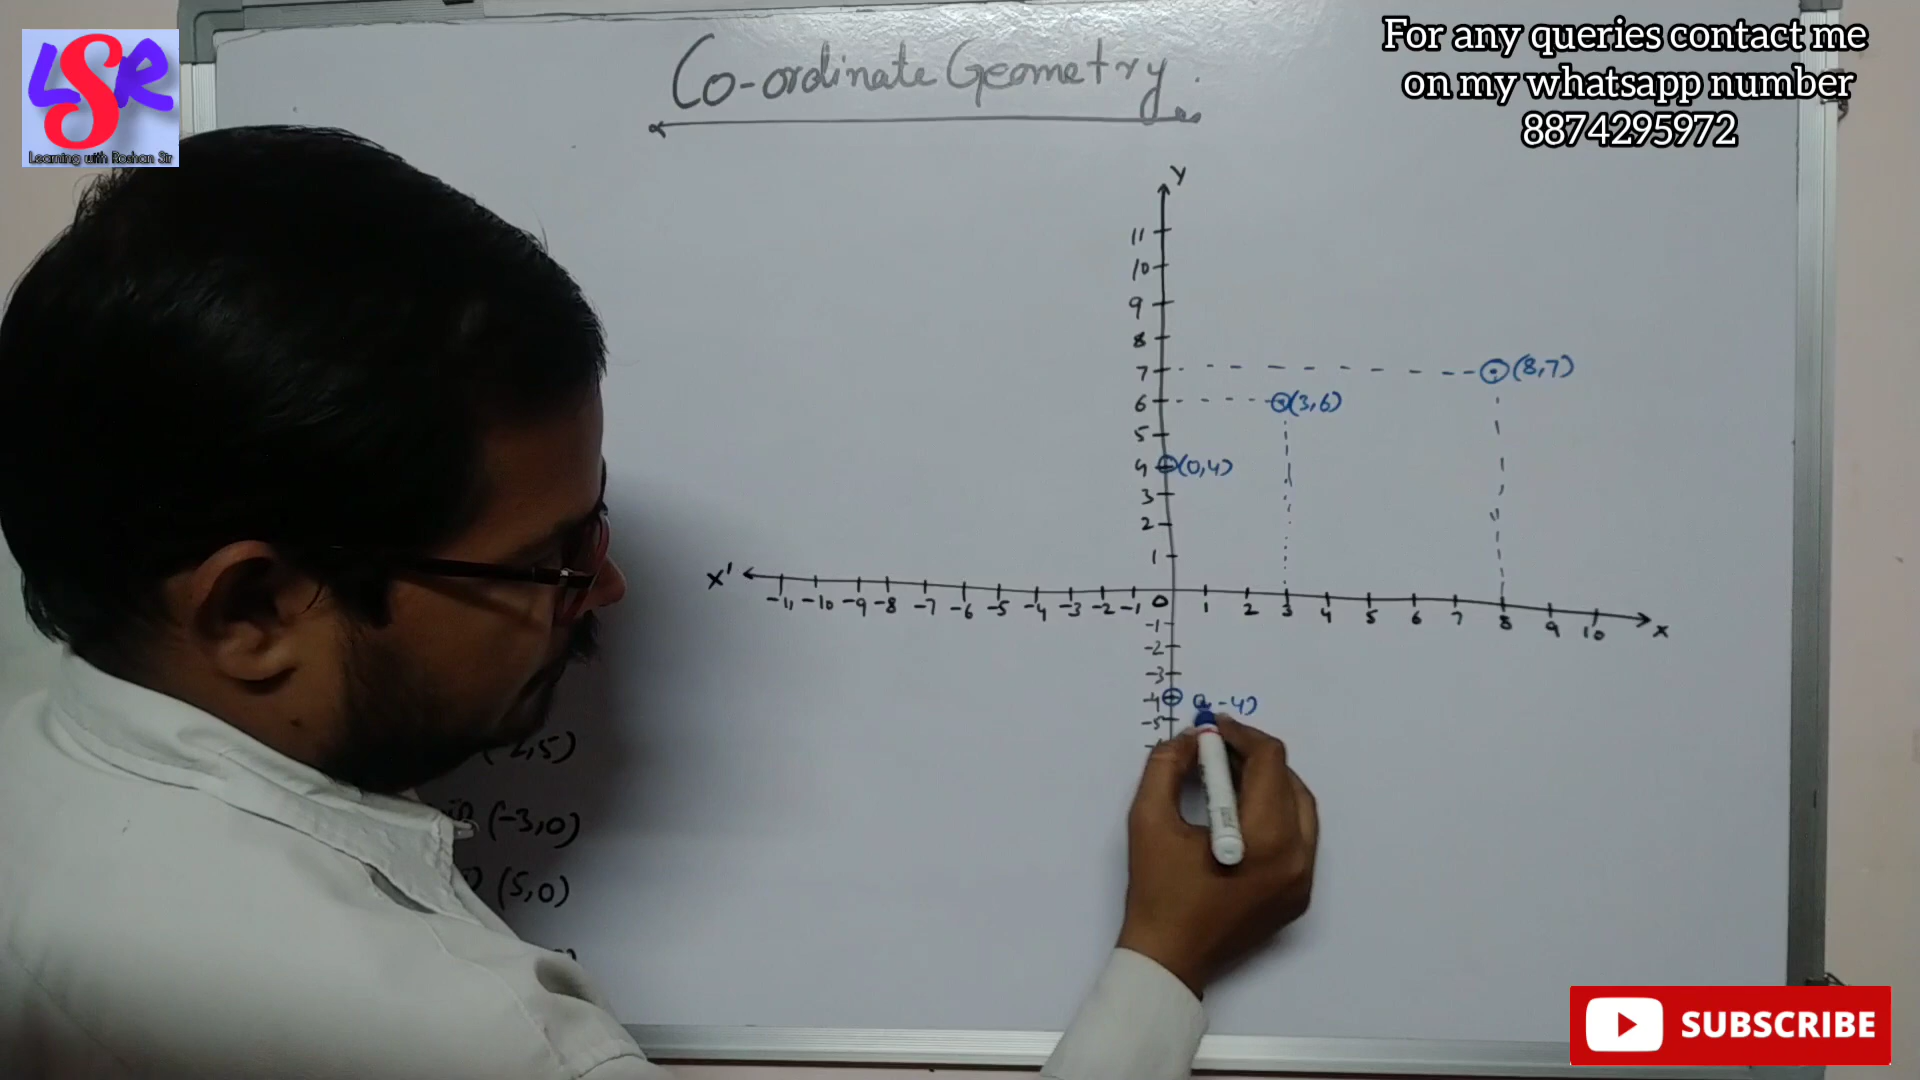 LSR
Learning with Roshan Sir
For any queries contact me
on my whatsapp number
8874295972
Co-ordinate Geometry.
Y
11
10
9
8
7 (8,7)
6 (3,6)
5
4 (0,4)
3
2
1
X' X
-11 -10 -9 -8 -7 -6 -5 -4 -3 -2 -1 0 1 2 3 4 5 6 7 8 9 10
-1
-2
-3
-4 -4)
-5
(-2,5)
(-3,0)
(5,0)
SUBSCRIBE